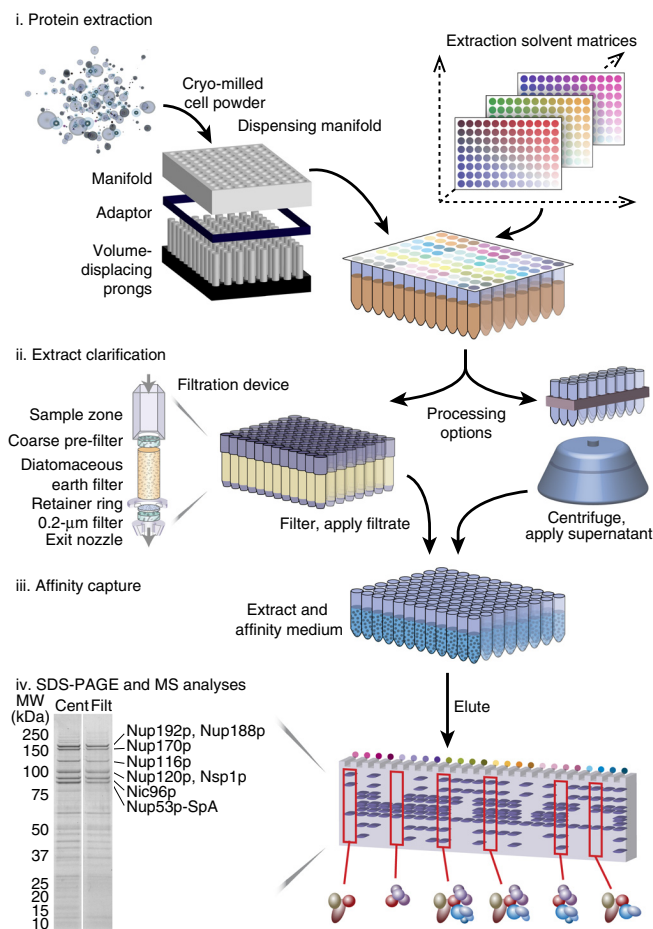 i. Protein extraction
Extraction solvent matrices
Cryo-milled
cell powder
Dispensing manifold
Manifold
Adaptor
Volume-
displacing
prongs
ii. Extract clarification
Filtration device
Sample zone
Coarse pre-filter
Diatomaceous
earth filter
Retainer ring
0.2-μm filter
Exit nozzle
Processing
options
Filter, apply filtrate
Centrifuge,
apply supernatant
iii. Affinity capture
Extract and
affinity medium
Elute
iv. SDS-PAGE and MS analyses
MW
(kDa)
Cent Filt
250
150
100
75
50
37
25
20
15
10
Nup192p, Nup188p
Nup170p
Nup116p
Nup120p, Nsp1p
Nic96p
Nup53p-SpA